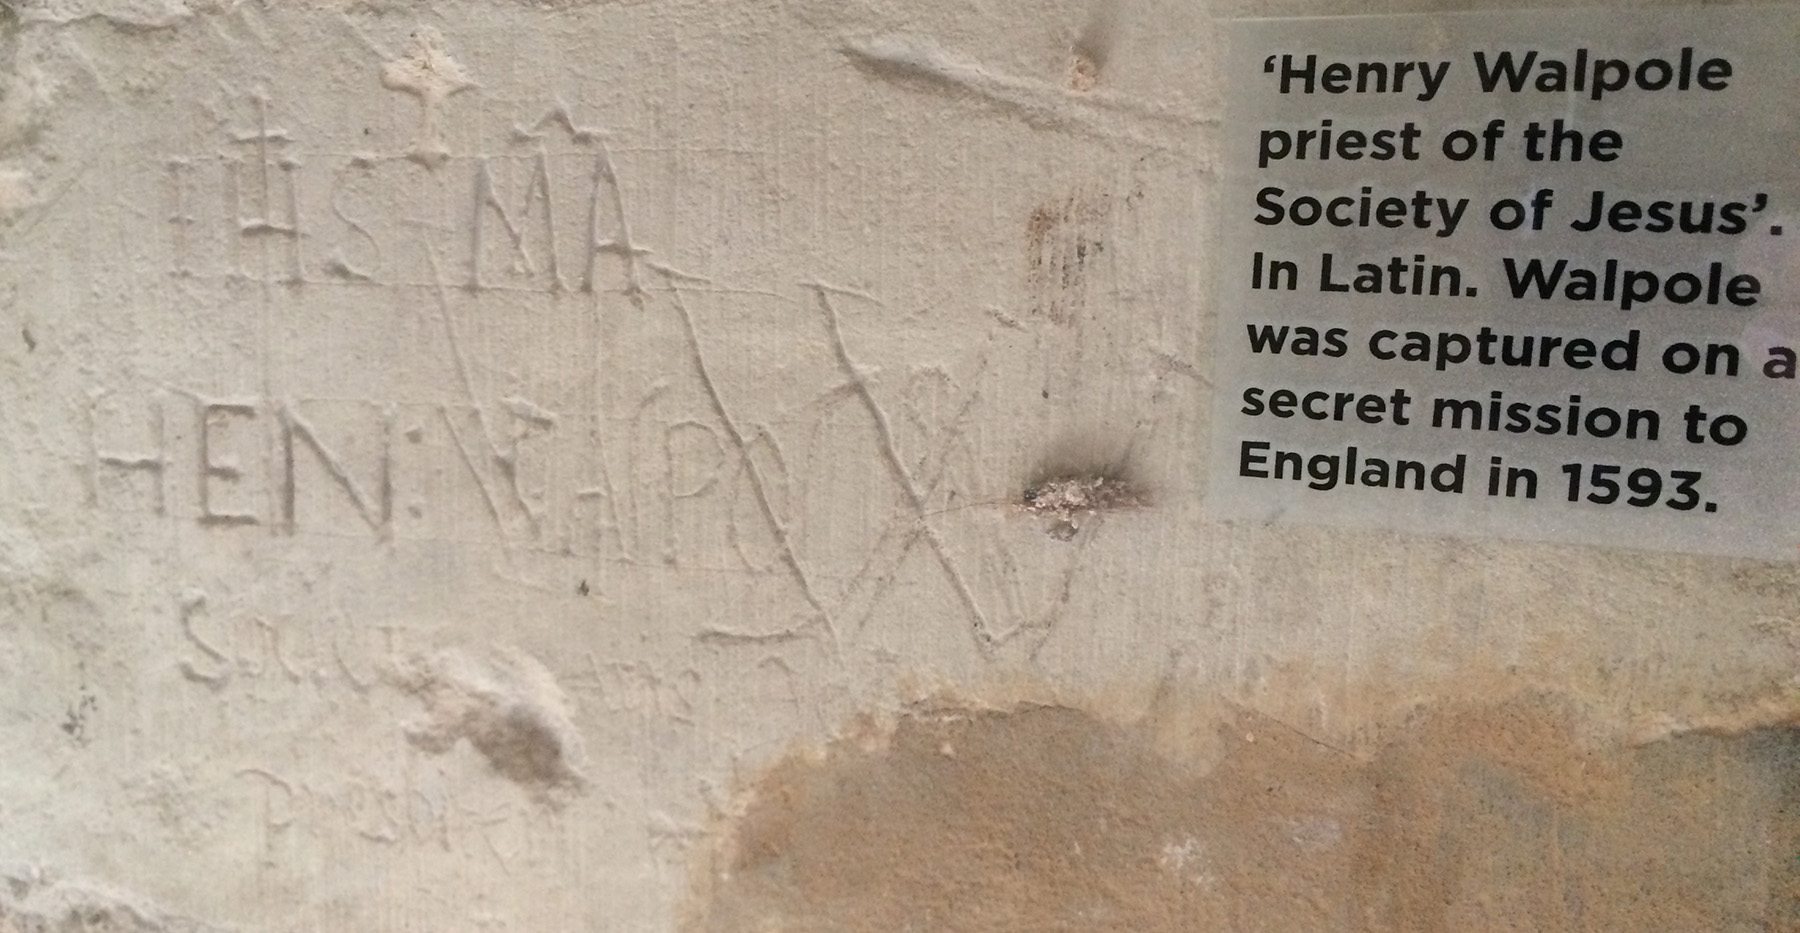 IHS MA
HEN: WALPO
‘Henry Walpole
priest of the
Society of Jesus’.
In Latin. Walpole
was captured on a
secret mission to
England in 1593.